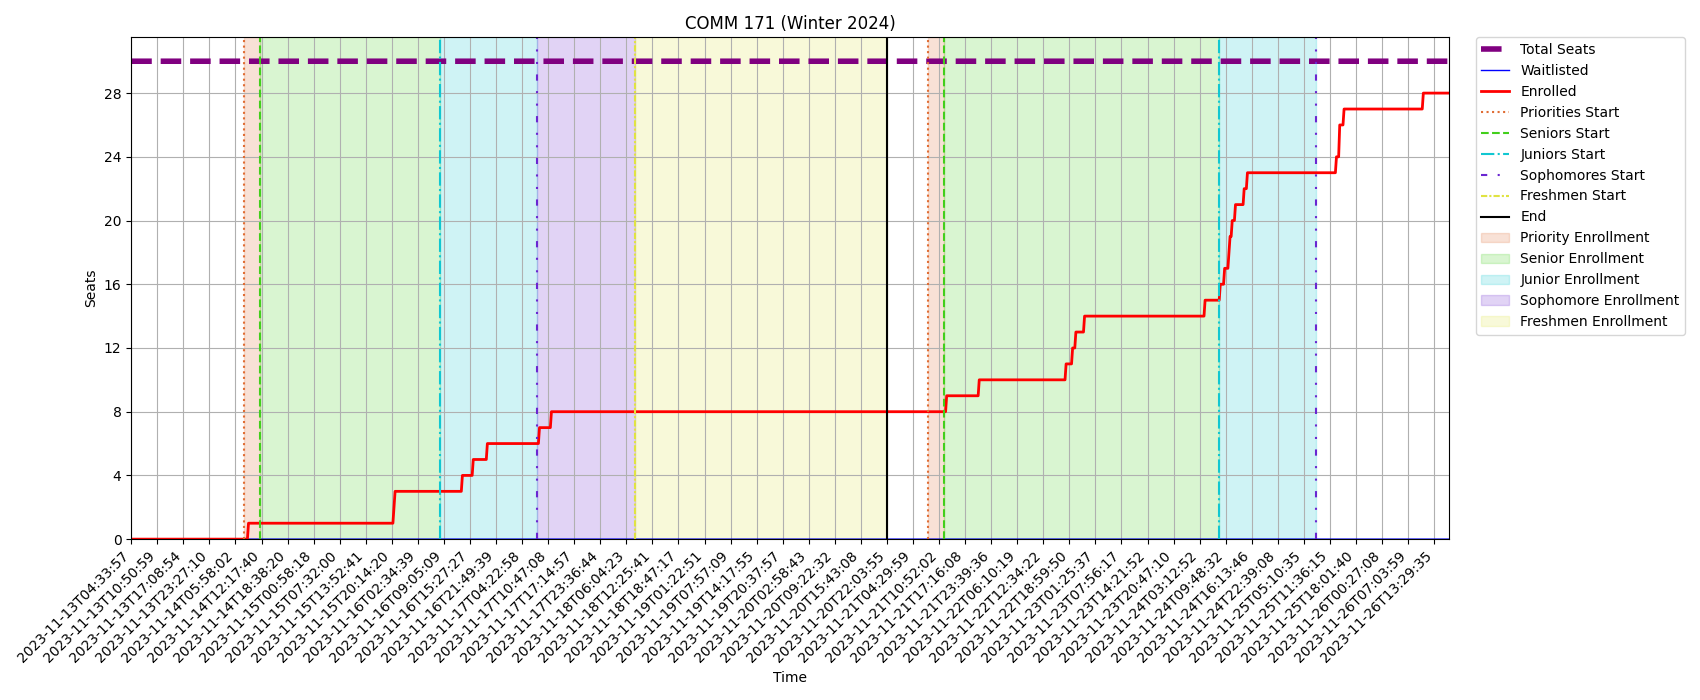 COMM 171 (Winter 2024)
Seats
28
24
20
16
12
8
4
0
2023-11-13T04:33:57
2023-11-13T10:50:59
2023-11-13T17:08:54
2023-11-13T23:27:10
2023-11-14T05:58:02
2023-11-14T12:17:40
2023-11-14T18:38:20
2023-11-15T00:58:18
2023-11-15T07:32:00
2023-11-15T13:52:41
2023-11-15T20:14:20
2023-11-16T02:34:39
2023-11-16T09:05:09
2023-11-16T15:27:27
2023-11-16T21:49:39
2023-11-17T04:22:58
2023-11-17T10:47:08
2023-11-17T17:14:57
2023-11-17T23:36:44
2023-11-18T06:04:23
2023-11-18T12:25:41
2023-11-18T18:47:17
2023-11-19T01:22:51
2023-11-19T07:57:09
2023-11-19T14:17:55
2023-11-19T20:37:57
2023-11-20T02:58:43
2023-11-20T09:22:32
2023-11-20T15:43:08
2023-11-20T22:03:55
2023-11-21T04:29:59
2023-11-21T10:52:02
2023-11-21T17:16:08
2023-11-21T23:39:36
2023-11-22T06:10:19
2023-11-22T12:34:22
2023-11-22T18:59:50
2023-11-23T01:25:37
2023-11-23T07:56:17
2023-11-23T14:21:52
2023-11-23T20:47:10
2023-11-24T03:12:52
2023-11-24T09:48:32
2023-11-24T16:13:46
2023-11-24T22:39:08
2023-11-25T05:10:35
2023-11-25T11:36:15
2023-11-25T18:01:40
2023-11-26T00:27:08
2023-11-26T07:03:59
2023-11-26T13:29:35
Time
Total Seats
Waitlisted
Enrolled
Priorities Start
Seniors Start
Juniors Start
Sophomores Start
Freshmen Start
End
Priority Enrollment
Senior Enrollment
Junior Enrollment
Sophomore Enrollment
Freshmen Enrollment